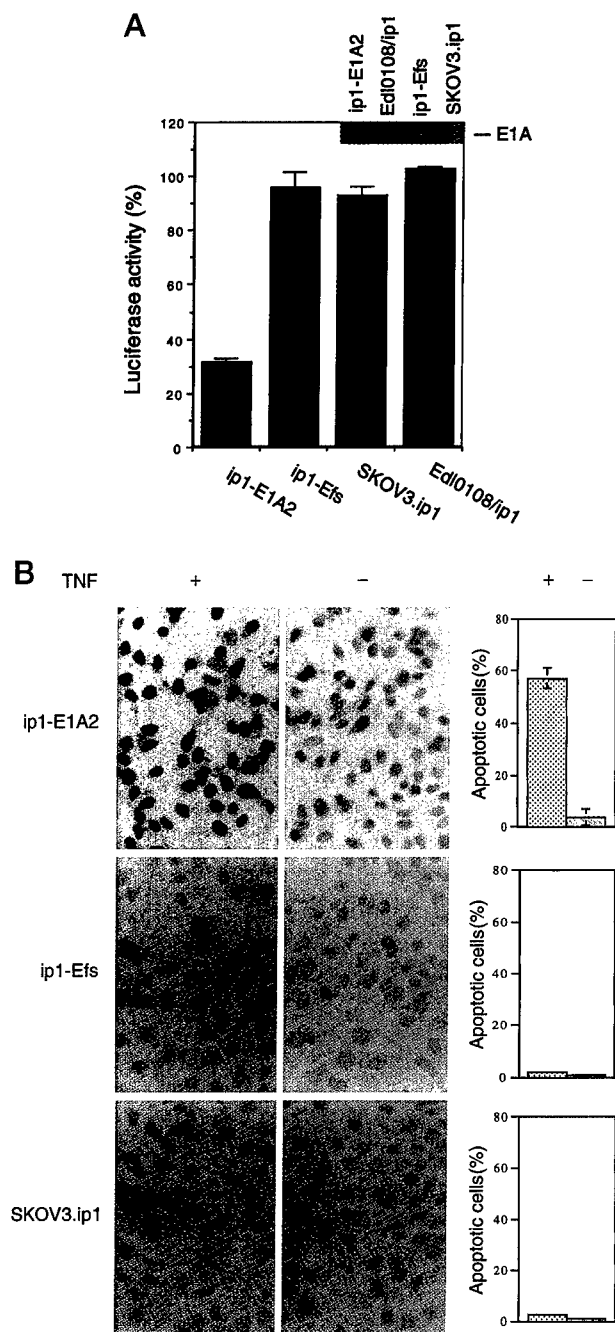 A
ip1-E1A2
Edl0108/ip1
ip1-Efs
SKOV3.ip1
— E1A
Luciferase activity (%)
120
100
80
60
40
20
0
ip1-E1A2
ip1-Efs
SKOV3.ip1
Edl0108/ip1
B
TNF + − + −
ip1-E1A2
Apoptotic cells(%)
80
60
40
20
0
ip1-Efs
Apoptotic cells(%)
80
60
40
20
0
SKOV3.ip1
Apoptotic cells(%)
80
60
40
20
0